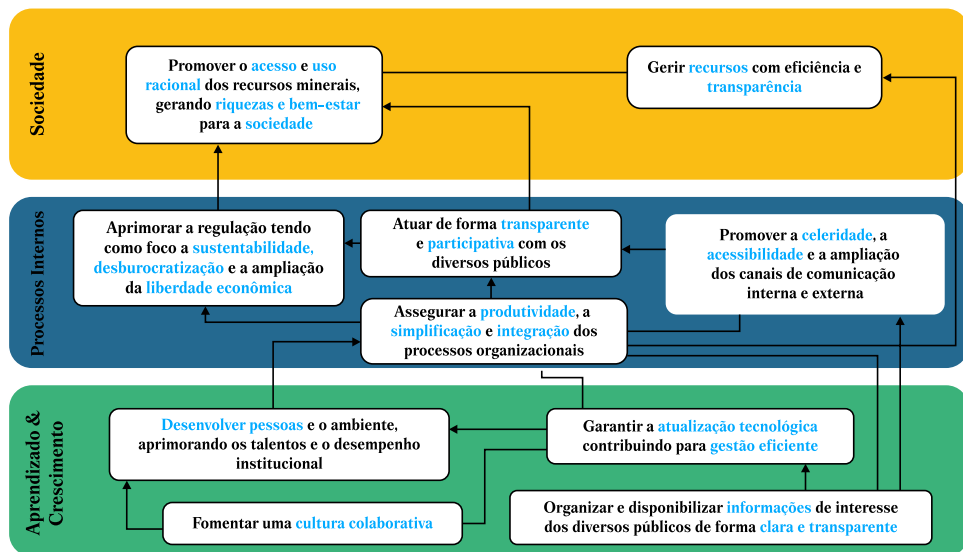 Sociedade
Promover o acesso e uso
racional dos recursos minerais,
gerando riquezas e bem-estar
para a sociedade
Gerir recursos com eficiência e
transparência
Processos Internos
Aprimorar a regulação tendo
como foco a sustentabilidade,
desburocratização e a ampliação
da liberdade econômica
Atuar de forma transparente
e participativa com os
diversos públicos
Promover a celeridade, a
acessibilidade e a ampliação
dos canais de comunicação
interna e externa
Assegurar a produtividade, a
simplificação e integração dos
processos organizacionais
Aprendizado &
Crescimento
Desenvolver pessoas e o ambiente,
aprimorando os talentos e o desempenho
institucional
Garantir a atualização tecnológica
contribuindo para gestão eficiente
Fomentar uma cultura colaborativa
Organizar e disponibilizar informações de interesse
dos diversos públicos de forma clara e transparente